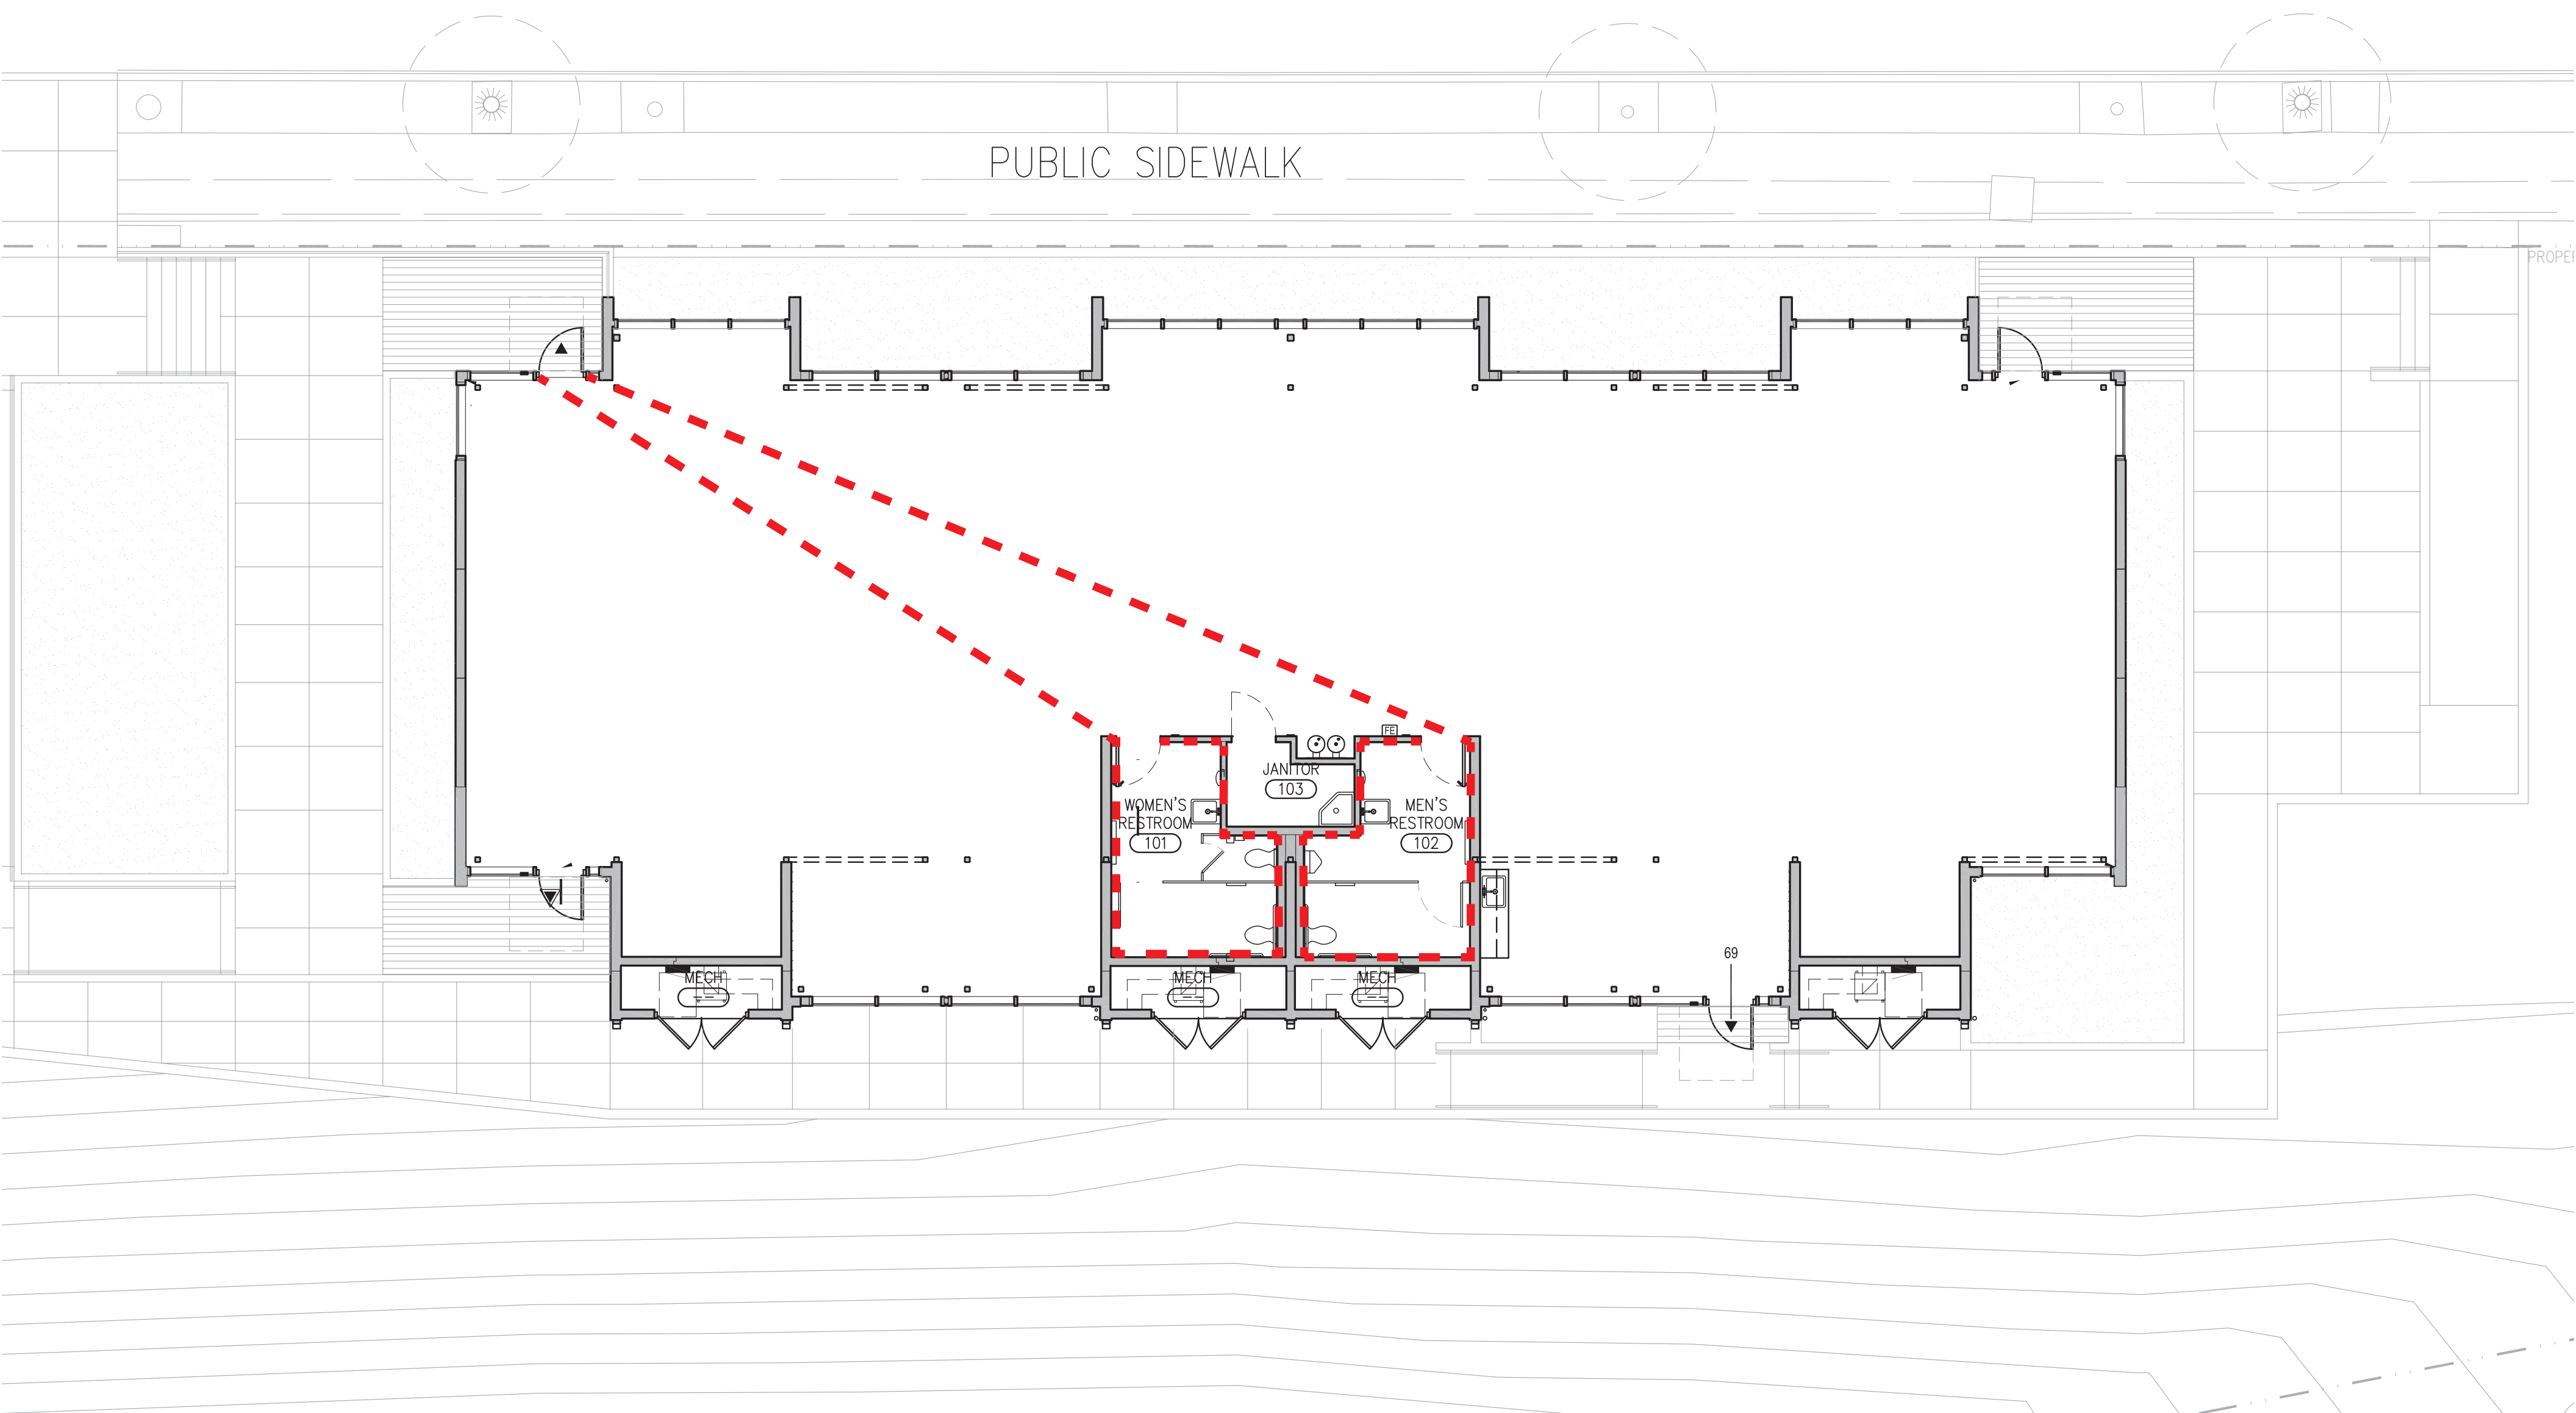 PUBLIC SIDEWALK
PROPE
FE
JANITOR
103
WOMEN'S
RESTROOM
101
MEN'S
RESTROOM
102
69
MECH
MECH
MECH